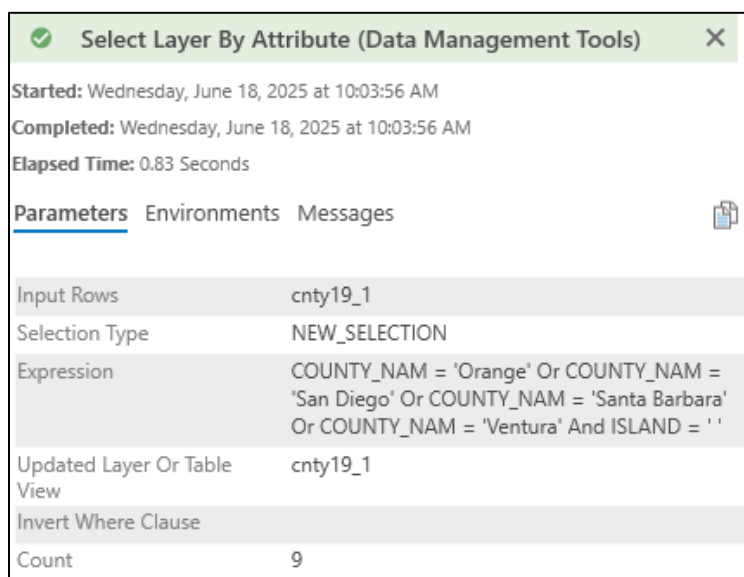 Select Layer By Attribute (Data Management Tools)
Started: Wednesday, June 18, 2025 at 10:03:56 AM
Completed: Wednesday, June 18, 2025 at 10:03:56 AM
Elapsed Time: 0.83 Seconds
Parameters Environments Messages
Input Rows cnty19_1
Selection Type NEW_SELECTION
Expression COUNTY_NAM = 'Orange' Or COUNTY_NAM =
'San Diego' Or COUNTY_NAM = 'Santa Barbara'
Or COUNTY_NAM = 'Ventura' And ISLAND = ' '
Updated Layer Or Table cnty19_1
View
Invert Where Clause
Count 9